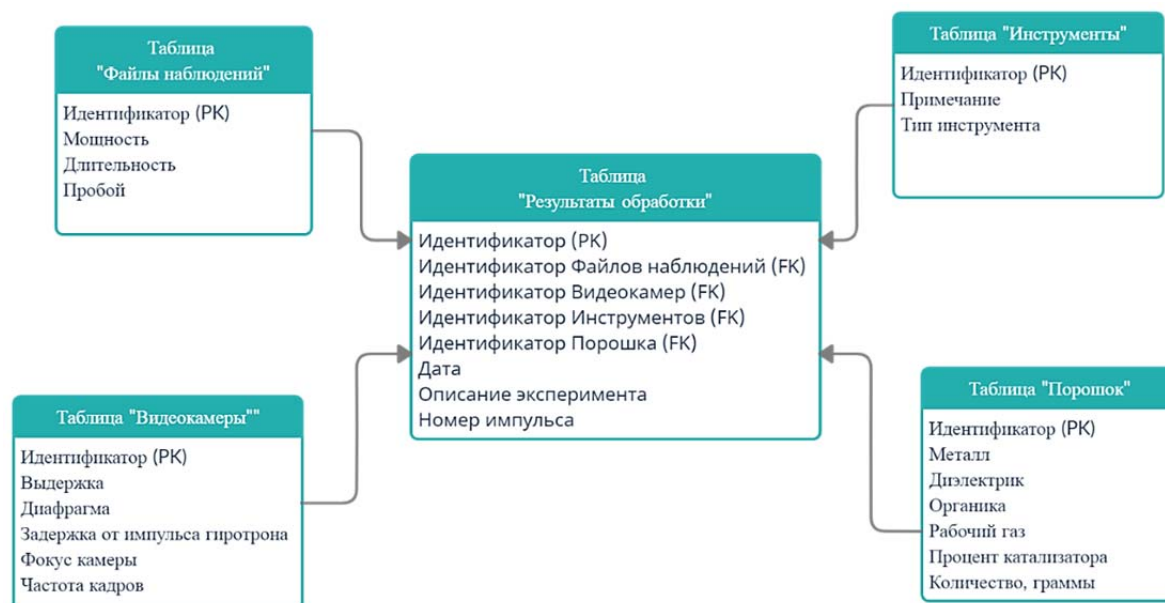 Таблица
"Файлы наблюдений"
Идентификатор (PK)
Мощность
Длительность
Пробой
Таблица "Инструменты"
Идентификатор (PK)
Примечание
Тип инструмента
Таблица
"Результаты обработки"
Идентификатор (PK)
Идентификатор Файлов наблюдений (FK)
Идентификатор Видеокамер (FK)
Идентификатор Инструментов (FK)
Идентификатор Порошка (FK)
Дата
Описание эксперимента
Номер импульса
Таблица "Видеокамеры""
Идентификатор (PK)
Выдержка
Диафрагма
Задержка от импульса гиротрона
Фокус камеры
Частота кадров
Таблица "Порошок"
Идентификатор (PK)
Металл
Диэлектрик
Органика
Рабочий газ
Процент катализатора
Количество, граммы